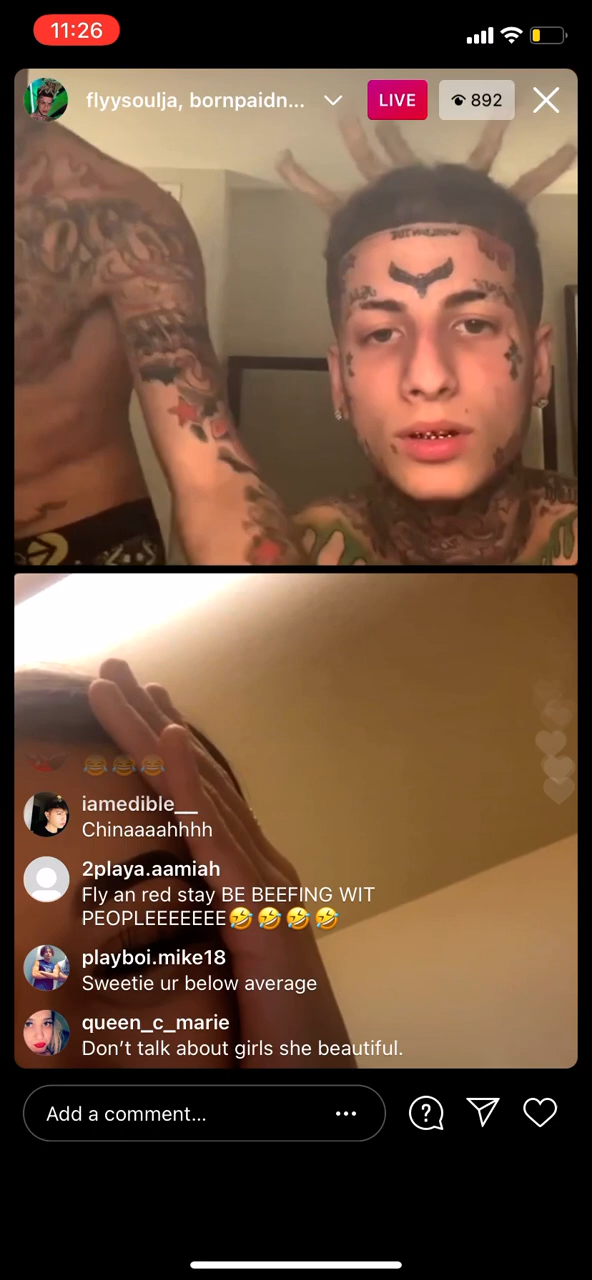 11:26
flyysoulja, bornpaidn...
LIVE
892
iamedible__
Chinaaaahhhh
2playa.aamiah
Fly an red stay BE BEEFING WIT
PEOPLEEEEEEE🤣🤣🤣🤣
playboi.mike18
Sweetie ur below average
queen_c_marie
Don't talk about girls she beautiful.
Add a comment...